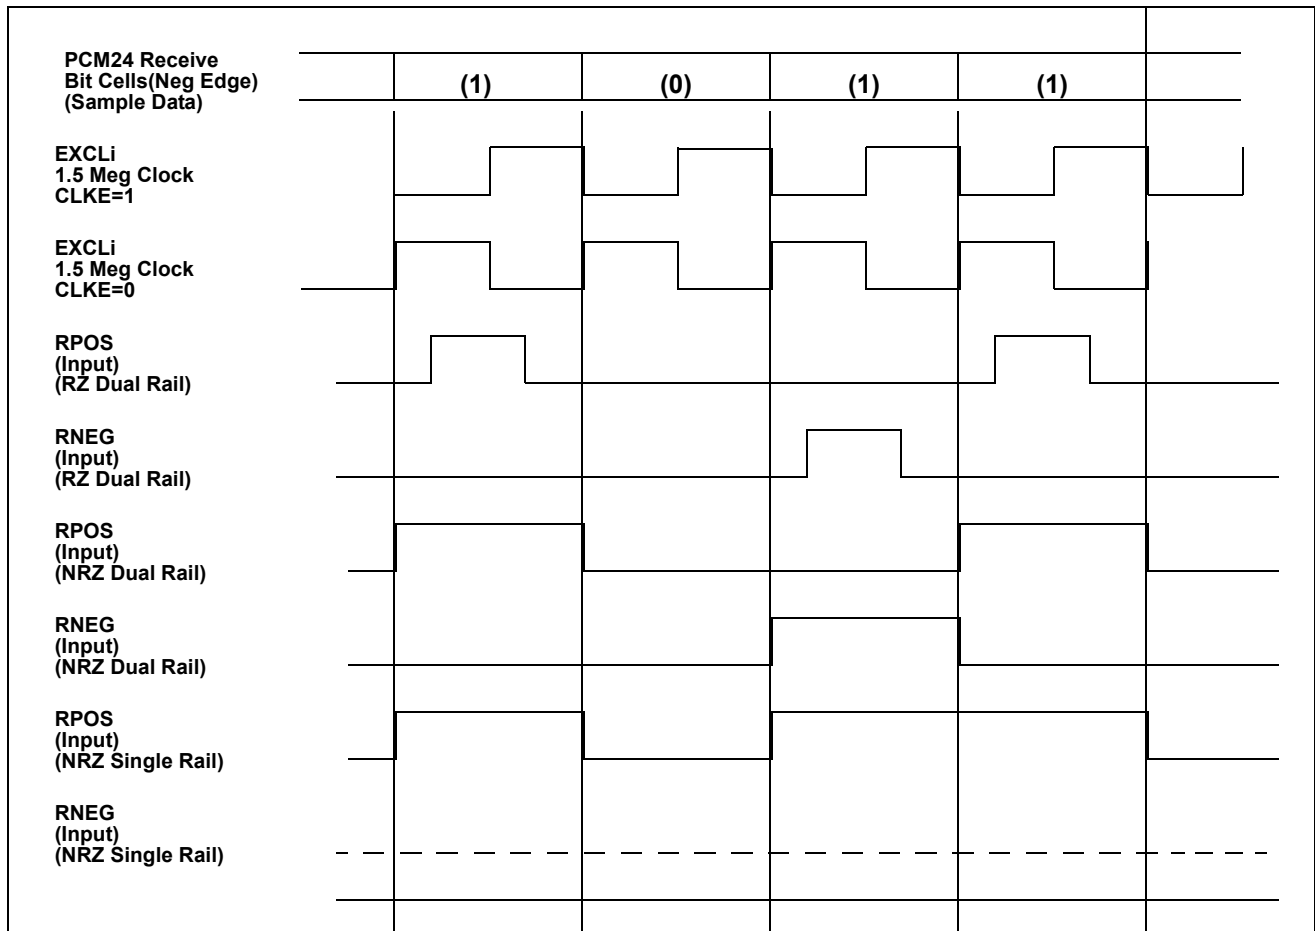 PCM24 Receive
Bit Cells(Neg Edge)
(Sample Data)
(1)
(0)
(1)
(1)
EXCLi
1.5 Meg Clock
CLKE=1
EXCLi
1.5 Meg Clock
CLKE=0
RPOS
(Input)
(RZ Dual Rail)
RNEG
(Input)
(RZ Dual Rail)
RPOS
(Input)
(NRZ Dual Rail)
RNEG
(Input)
(NRZ Dual Rail)
RPOS
(Input)
(NRZ Single Rail)
RNEG
(Input)
(NRZ Single Rail)